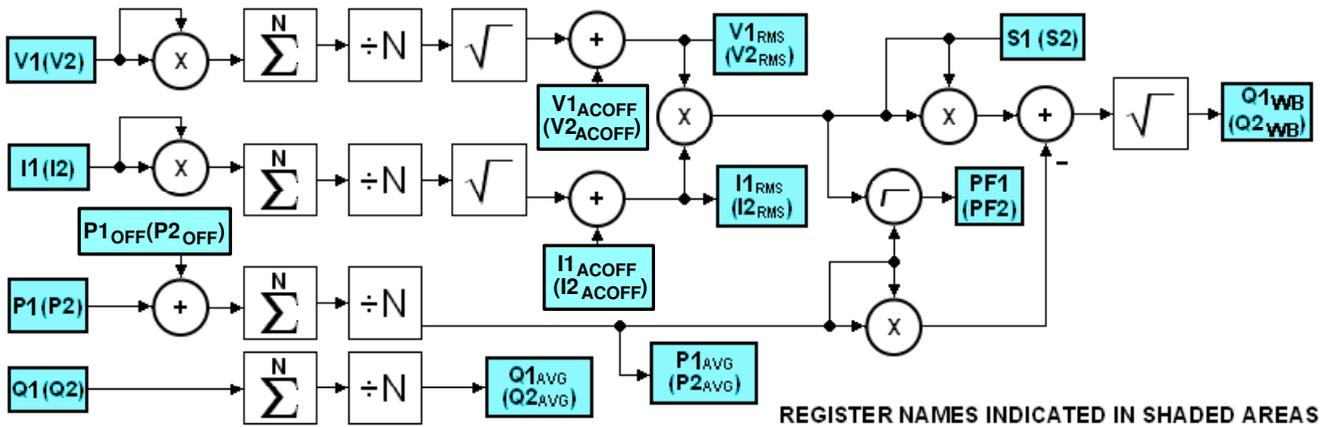 V1(V2)
X
N
Σ
÷N
√
+
V1RMS
(V2RMS)
S1 (S2)
V1ACOFF
(V2ACOFF)
X
X
+
√
Q1WB
(Q2WB)
I1(I2)
X
N
Σ
÷N
√
+
I1RMS
(I2RMS)
–
PF1
(PF2)
P1OFF(P2OFF)
I1ACOFF
(I2ACOFF)
P1(P2)
+
N
Σ
÷N
X
Q1(Q2)
N
Σ
÷N
Q1AVG
(Q2AVG)
P1AVG
(P2AVG)
REGISTER NAMES INDICATED IN SHADED AREAS